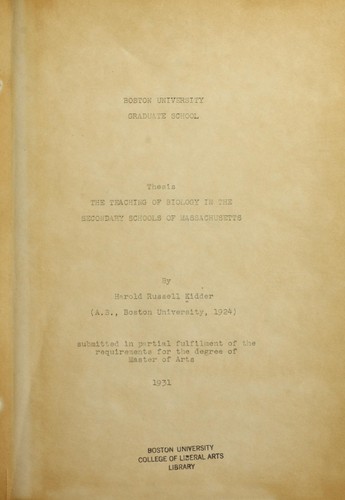 BOSTON UNIVERSITY
GRADUATE SCHOOL
Thesis
THE TEACHING OF BIOLOGY IN THE
SECONDARY SCHOOLS OF MASSACHUSETTS
By
Harold Russell Kidder
(A.B., Boston University, 1924)
submitted in partial fulfilment of the
requirements for the degree of
Master of Arts
1931
BOSTON UNIVERSITY
COLLEGE OF LIBERAL ARTS
LIBRARY